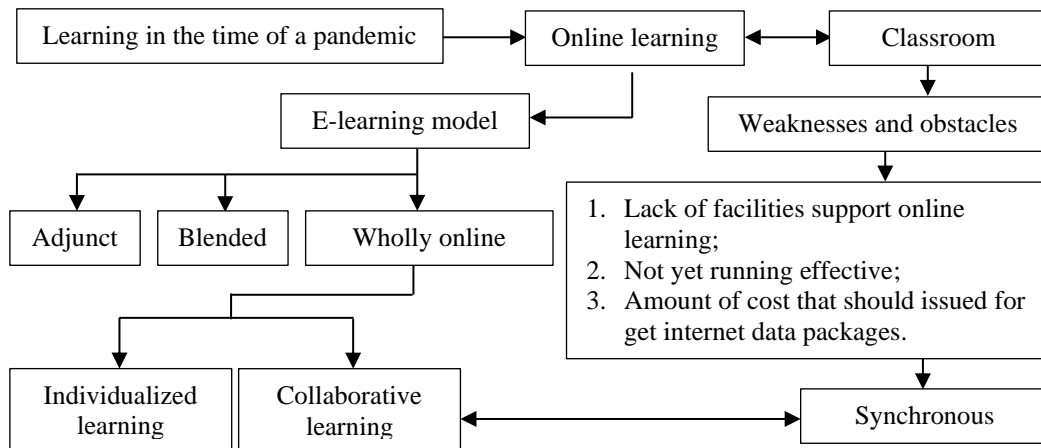 Learning in the time of a pandemic
Online learning
Classroom
E-learning model
Weaknesses and obstacles
Adjunct
Blended
Wholly online
1. Lack of facilities support online
learning;
2. Not yet running effective;
3. Amount of cost that should issued for
get internet data packages.
Individualized
learning
Collaborative
learning
Synchronous